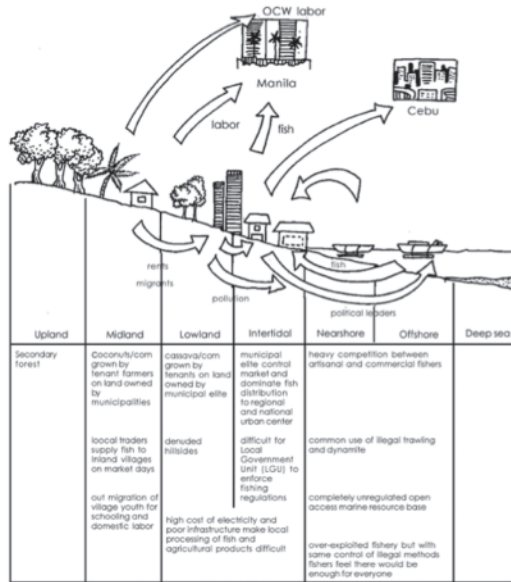 OCW labor
Manila
Cebu
labor
fish
rents
migrants
pollution
fish
political leaders
Upland
Midland
Lowland
Intertidal
Nearshore
Offshore
Deep sea
Secondary
forest
Coconuts/corn
grown by
tenant farmers
on land owned
by
municipalities
loocal traders
supply fish to
Inland villages
on market days
out migration of
village youth for
schooling and
domestic labor
cassava/corn
grown by
tenants on land
owned by
municipal elite
denuded
hillsides
high cost of electricity and
poor infrastructure make local
processing of fish and
agricultural products difficult
municipal
elite control
market and
dominate fish
distribution
to regional
and national
urban center
difficult for
Local
Government
Unit (LGU) to
enforce
fishing
regulations
heavy competition between
artisanal and commercial fishers
common use of illegal trawling
and dynamite
completely unregulated open
access marine resource base
over-exploited fishery but with
same control of illegal methods
fishers feel there would be
enough for everyone